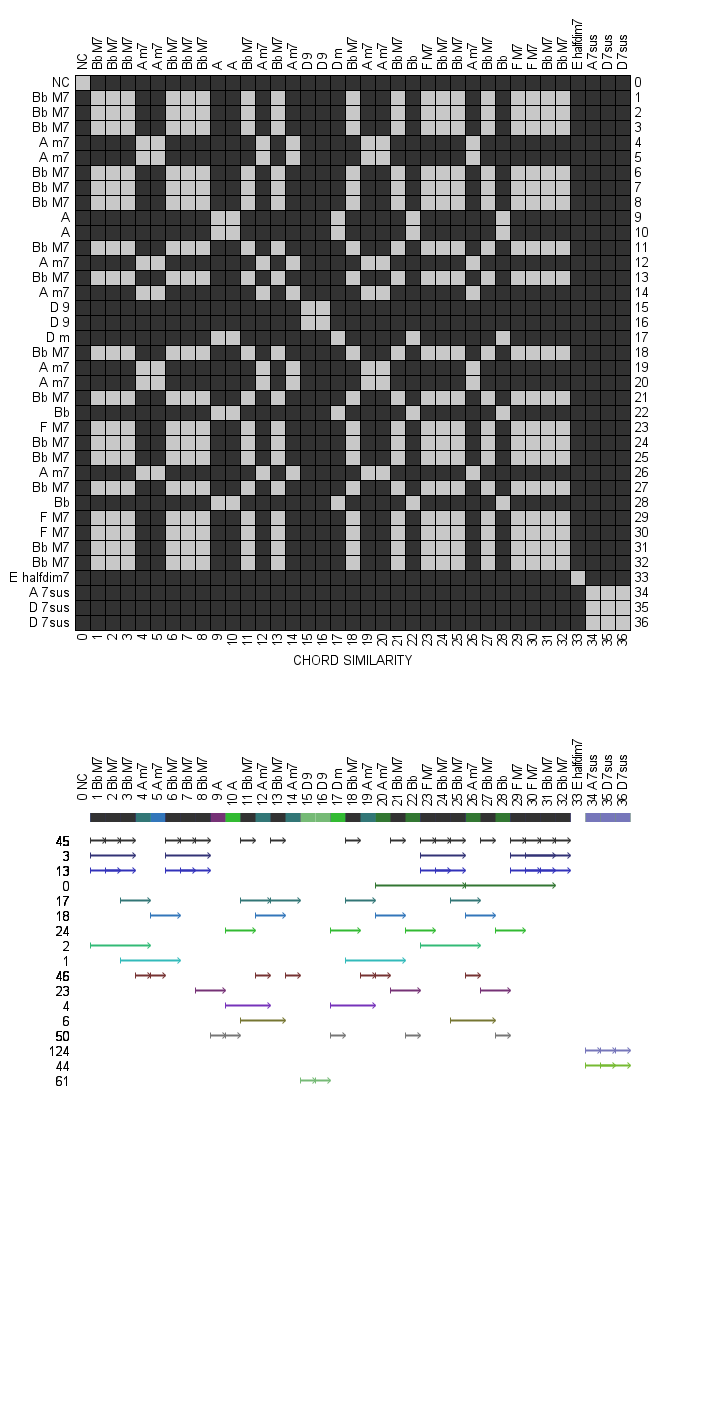 NC Bb M7 Bb M7 Bb M7 A m7 A m7 Bb M7 Bb M7 Bb M7 A A Bb M7 A m7 Bb M7 A m7 D 9 D 9 D m Bb M7 A m7 A m7 Bb M7 Bb F M7 Bb M7 Bb M7 A m7 Bb M7 Bb F M7 F M7 Bb M7 Bb M7 E halfdim7 A 7sus D 7sus D 7sus
NC 0
Bb M7 1
Bb M7 2
Bb M7 3
A m7 4
A m7 5
Bb M7 6
Bb M7 7
Bb M7 8
A 9
A 10
Bb M7 11
A m7 12
Bb M7 13
A m7 14
D 9 15
D 9 16
D m 17
Bb M7 18
A m7 19
A m7 20
Bb M7 21
Bb 22
F M7 23
Bb M7 24
Bb M7 25
A m7 26
Bb M7 27
Bb 28
F M7 29
F M7 30
Bb M7 31
Bb M7 32
E halfdim7 33
A 7sus 34
D 7sus 35
D 7sus 36
0 1 2 3 4 5 6 7 8 9 10 11 12 13 14 15 16 17 18 19 20 21 22 23 24 25 26 27 28 29 30 31 32 33 34 35 36
CHORD SIMILARITY
0 NC 1 Bb M7 2 Bb M7 3 Bb M7 4 A m7 5 A m7 6 Bb M7 7 Bb M7 8 Bb M7 9 A 10 A 11 Bb M7 12 A m7 13 Bb M7 14 A m7 15 D 9 16 D 9 17 D m 18 Bb M7 19 A m7 20 A m7 21 Bb M7 22 Bb 23 F M7 24 Bb M7 25 Bb M7 26 A m7 27 Bb M7 28 Bb 29 F M7 30 F M7 31 Bb M7 32 Bb M7 33 E halfdim7 34 A 7sus 35 D 7sus 36 D 7sus
3
13
0
17
18
24
2
1
23
4
6
50
124
44
61